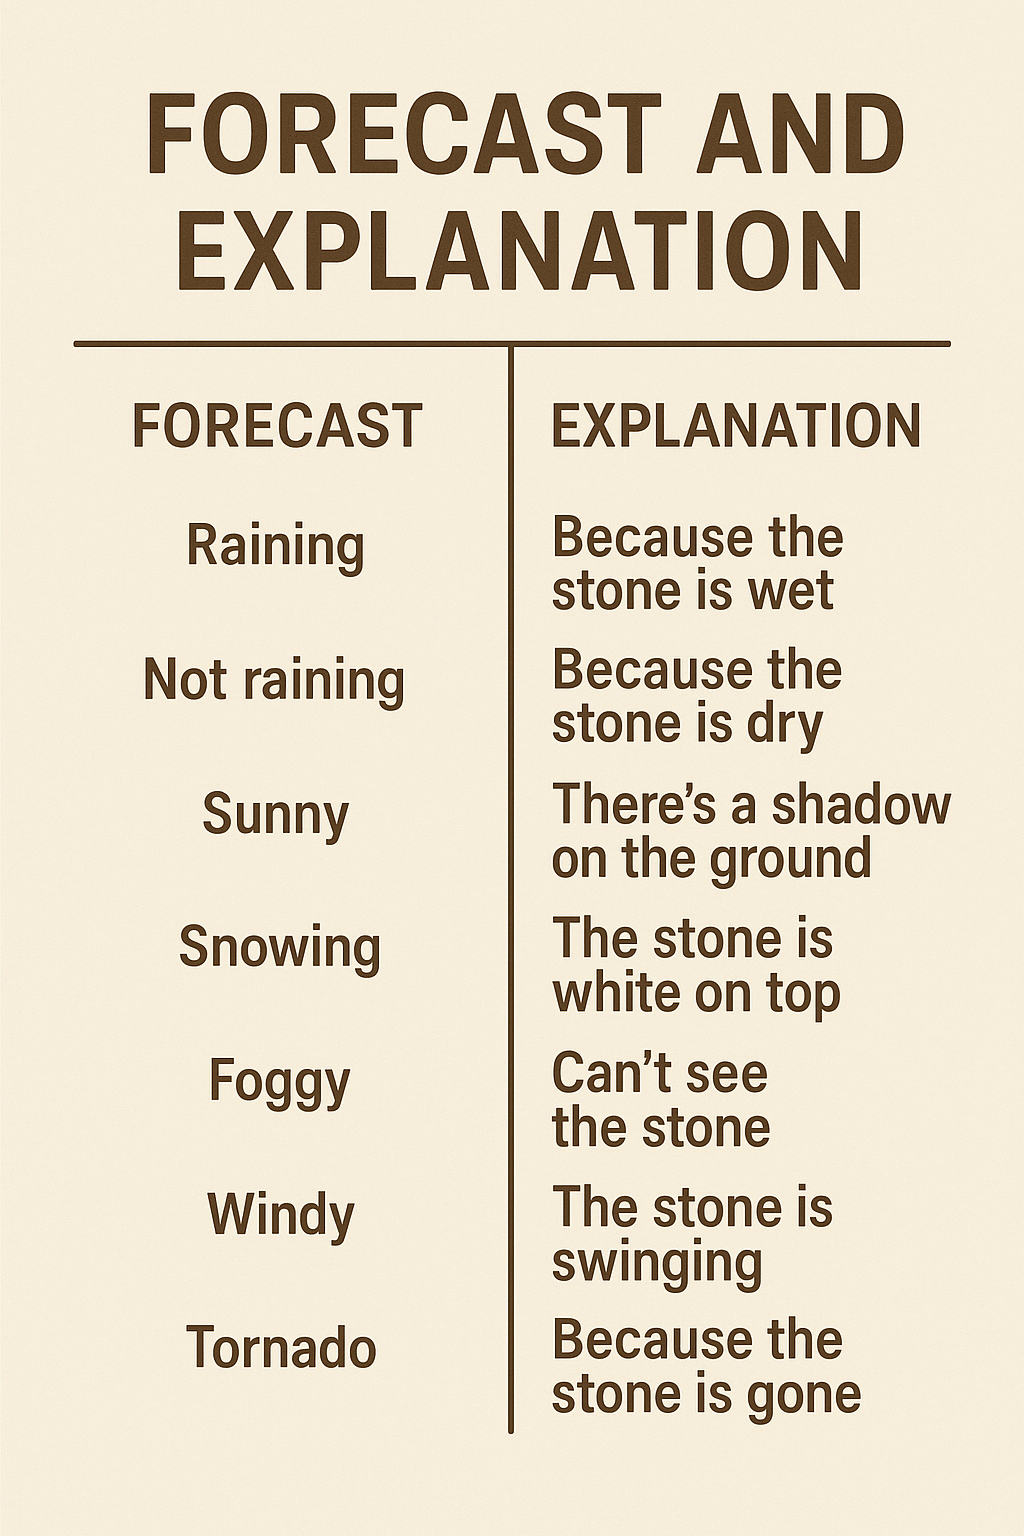 FORECAST AND
EXPLANATION
FORECAST
EXPLANATION
Raining
Because the
stone is wet
Not raining
Because the
stone is dry
Sunny
There’s a shadow
on the ground
Snowing
The stone is
white on top
Foggy
Can’t see
the stone
Windy
The stone is
swinging
Tornado
Because the
stone is gone